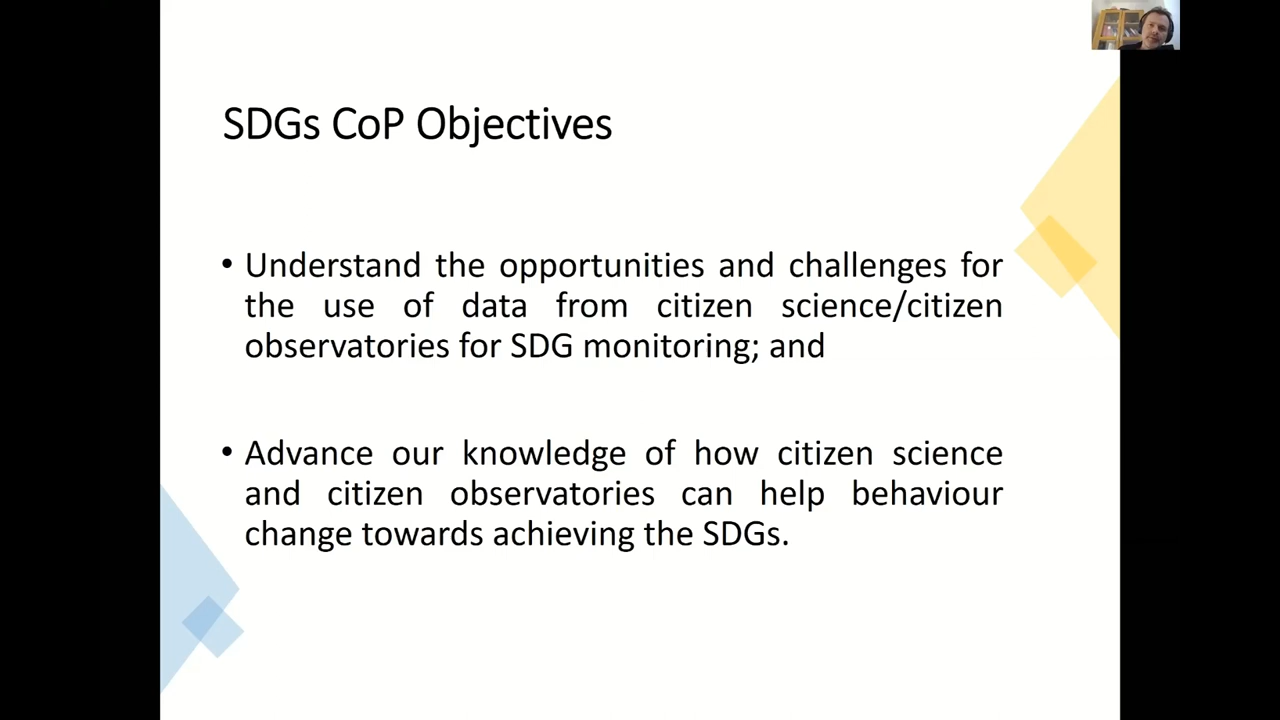 SDGs CoP Objectives
• Understand the opportunities and challenges for
the use of data from citizen science/citizen
observatories for SDG monitoring; and
• Advance our knowledge of how citizen science
and citizen observatories can help behaviour
change towards achieving the SDGs.